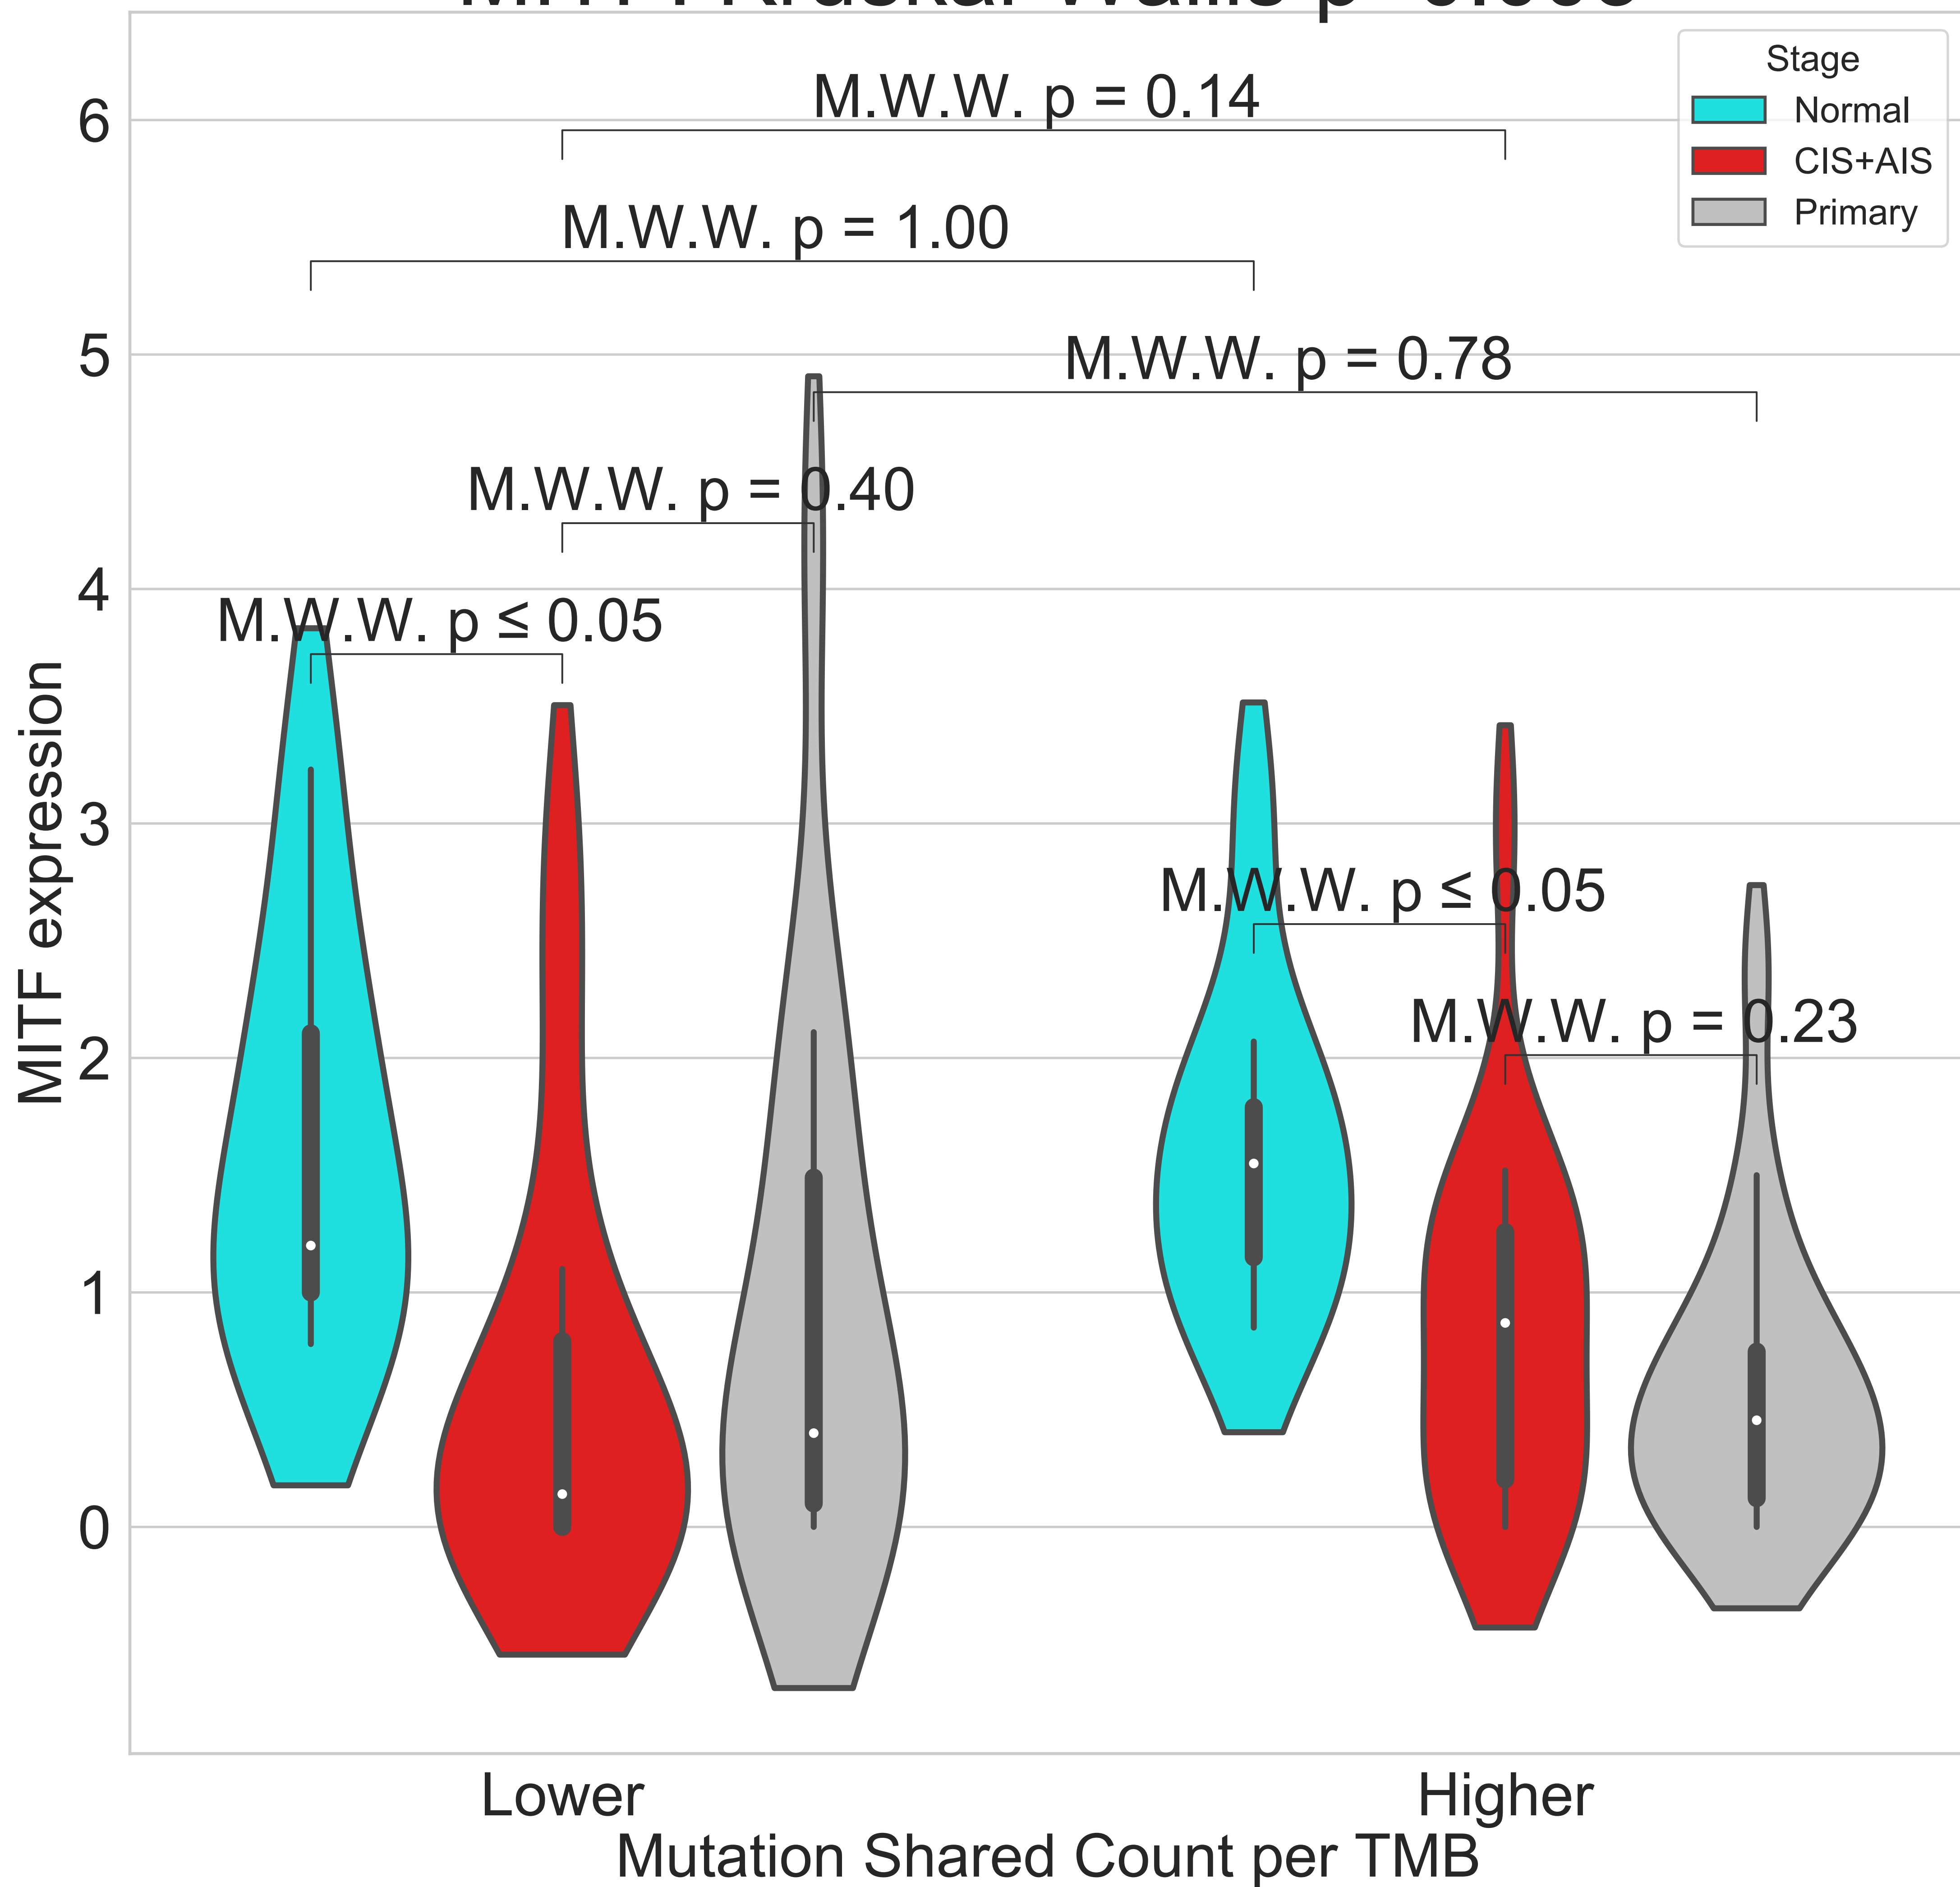 Stage
Normal
CIS+AIS
Primary
M.W.W. p = 0.14
M.W.W. p = 1.00
M.W.W. p = 0.78
M.W.W. p = 0.40
M.W.W. p ≤ 0.05
M.W.W. p ≤ 0.05
M.W.W. p = 0.23
MITF expression
6
5
4
3
2
1
0
Lower
Higher
Mutation Shared Count per TMB